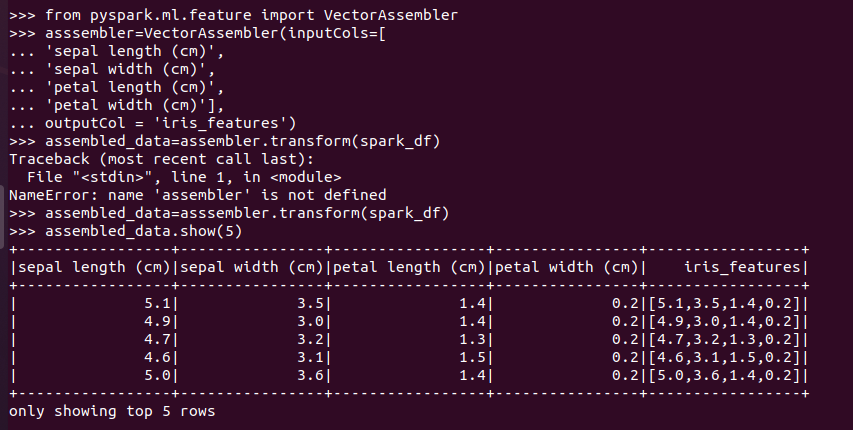 >>> from pyspark.ml.feature import VectorAssembler
>>> asssembler=VectorAssembler(inputCols=[
... 'sepal length (cm)',
... 'sepal width (cm)',
... 'petal length (cm)',
... 'petal width (cm)'],
... outputCol = 'iris_features')
>>> assembled_data=assembler.transform(spark_df)
Traceback (most recent call last):
  File "<stdin>", line 1, in <module>
NameError: name 'assembler' is not defined
>>> assembled_data=asssembler.transform(spark_df)
>>> assembled_data.show(5)
+-----------------+----------------+-----------------+----------------+-----------------+
|sepal length (cm)|sepal width (cm)|petal length (cm)|petal width (cm)|    iris_features|
+-----------------+----------------+-----------------+----------------+-----------------+
|              5.1|             3.5|              1.4|             0.2|[5.1,3.5,1.4,0.2]|
|              4.9|             3.0|              1.4|             0.2|[4.9,3.0,1.4,0.2]|
|              4.7|             3.2|              1.3|             0.2|[4.7,3.2,1.3,0.2]|
|              4.6|             3.1|              1.5|             0.2|[4.6,3.1,1.5,0.2]|
|              5.0|             3.6|              1.4|             0.2|[5.0,3.6,1.4,0.2]|
+-----------------+----------------+-----------------+----------------+-----------------+
only showing top 5 rows